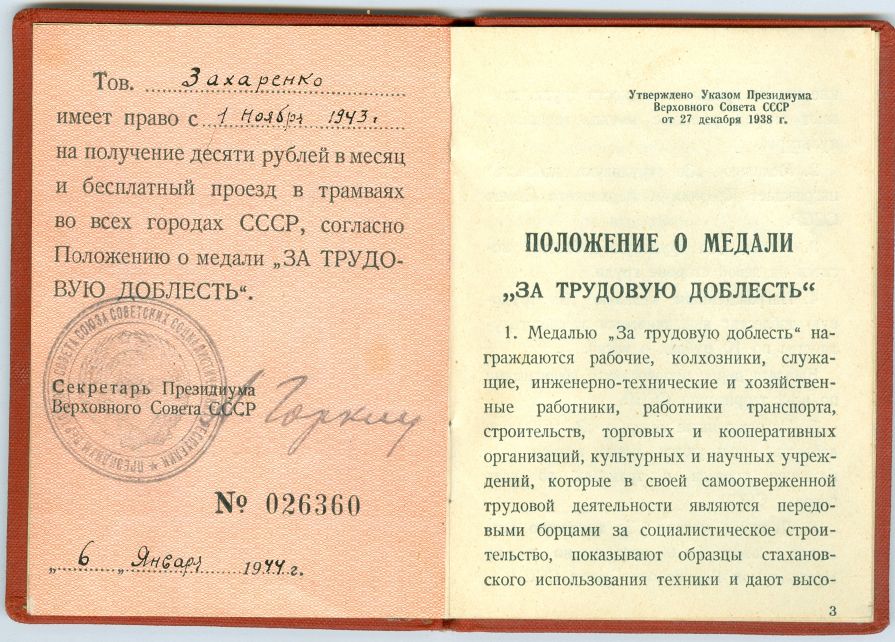 Тов. Захаренко
имеет право с 1 Ноября 1943 г
на получение десяти рублей в месяц
и бесплатный проезд в трамваях
во всех городах СССР, согласно
Положению о медали „ЗА ТРУДО-
ВУЮ ДОБЛЕСТЬ“.
Секретарь Президиума
Верховного Совета СССР
Горкин
№ 026360
„ 6 „ Января 1944 г.
Утверждено Указом Президиума
Верховного Совета СССР
от 27 декабря 1938 г.
ПОЛОЖЕНИЕ О МЕДАЛИ
„ЗА ТРУДОВУЮ ДОБЛЕСТЬ“
1. Медалью „За трудовую доблесть“ на-
граждаются рабочие, колхозники, служа-
щие, инженерно-технические и хозяйствен-
ные работники, работники транспорта,
строительств, торговых и кооперативных
организаций, культурных и научных учреж-
дений, которые в своей самоотверженной
трудовой деятельности являются передо-
выми борцами за социалистическое строи-
тельство, показывают образцы стаханов-
ского использования техники и дают высо-
3